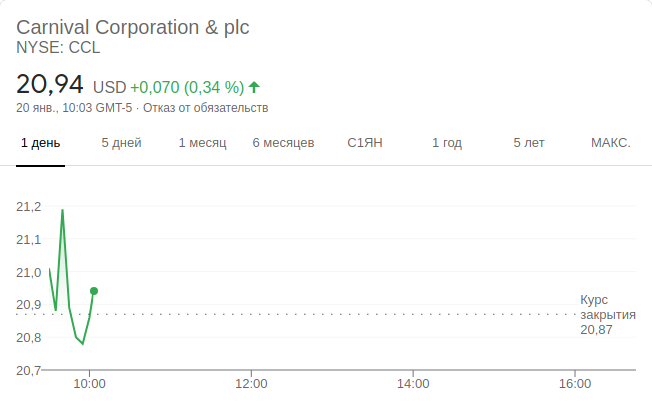 Carnival Corporation & plc
NYSE: CCL
20,94 USD +0,070 (0,34 %)
20 янв., 10:03 GMT-5 · Отказ от обязательств
1 день 5 дней 1 месяц 6 месяцев С1ЯН 1 год 5 лет МАКС.
21,2
21,1
21,0
20,9
20,8
20,7
Курс
закрытия
20,87
10:00 12:00 14:00 16:00